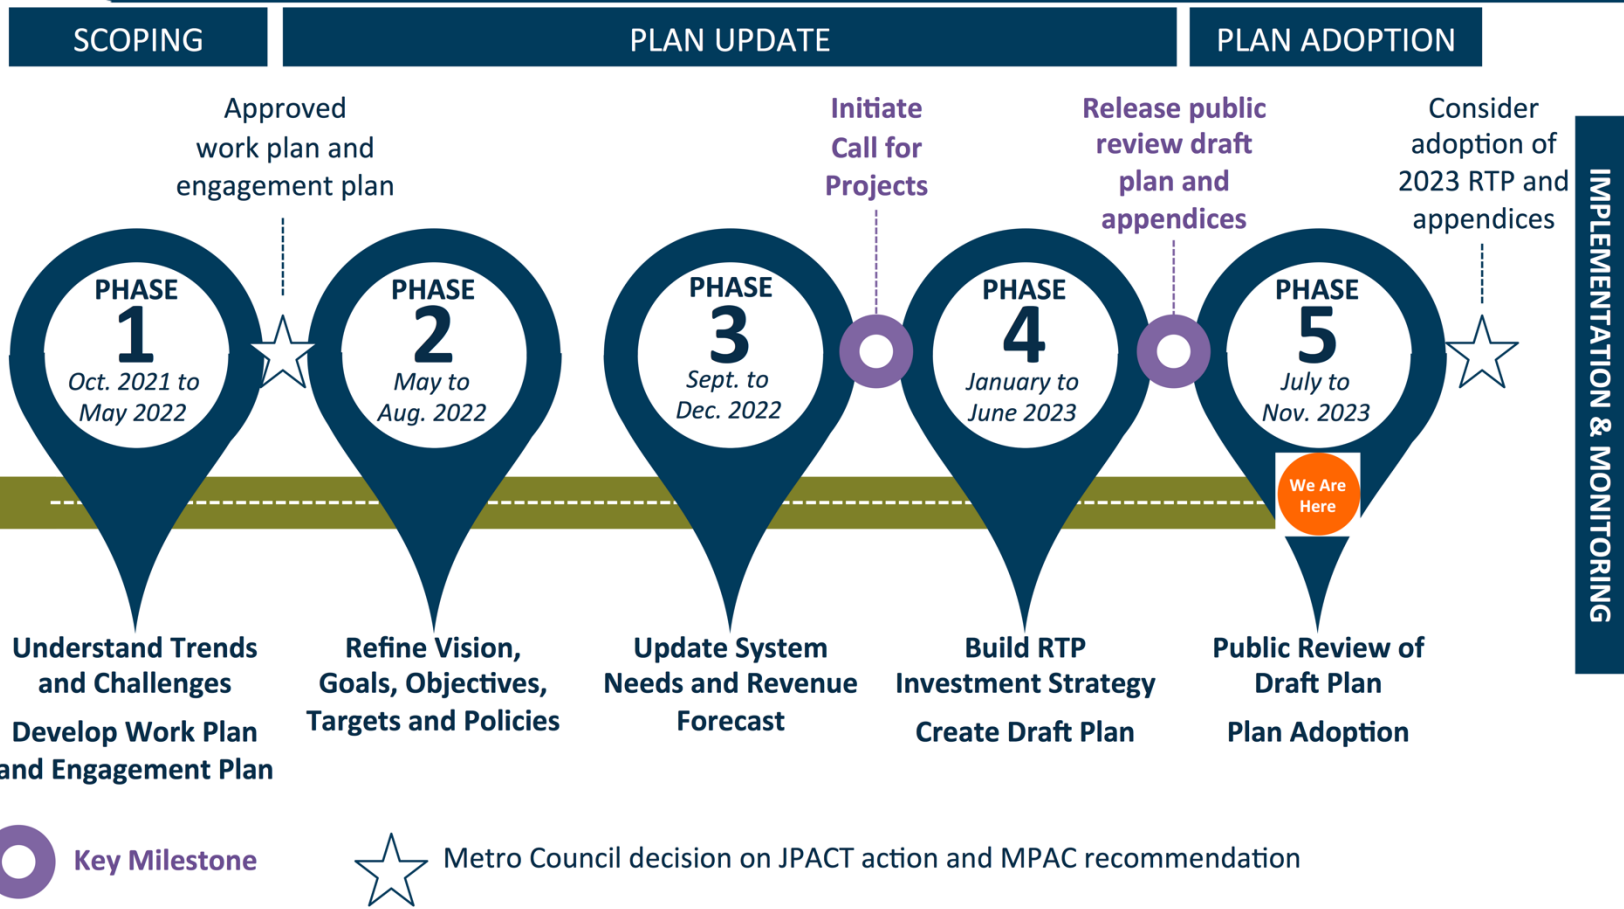 SCOPING
PLAN UPDATE
PLAN ADOPTION
Approved
work plan and
engagement plan
Initiate
Call for
Projects
Release public
review draft
plan and
appendices
Consider
adoption of
2023 RTP and
appendices
IMPLEMENTATION & MONITORING
PHASE
1
Oct. 2021 to
May 2022
PHASE
2
May to
Aug. 2022
PHASE
3
Sept. to
Dec. 2022
PHASE
4
January to
June 2023
PHASE
5
July to
Nov. 2023
We Are
Here
Understand Trends
and Challenges
Develop Work Plan
and Engagement Plan
Refine Vision,
Goals, Objectives,
Targets and Policies
Update System
Needs and Revenue
Forecast
Build RTP
Investment Strategy
Create Draft Plan
Public Review of
Draft Plan
Plan Adoption
Key Milestone
Metro Council decision on JPACT action and MPAC recommendation